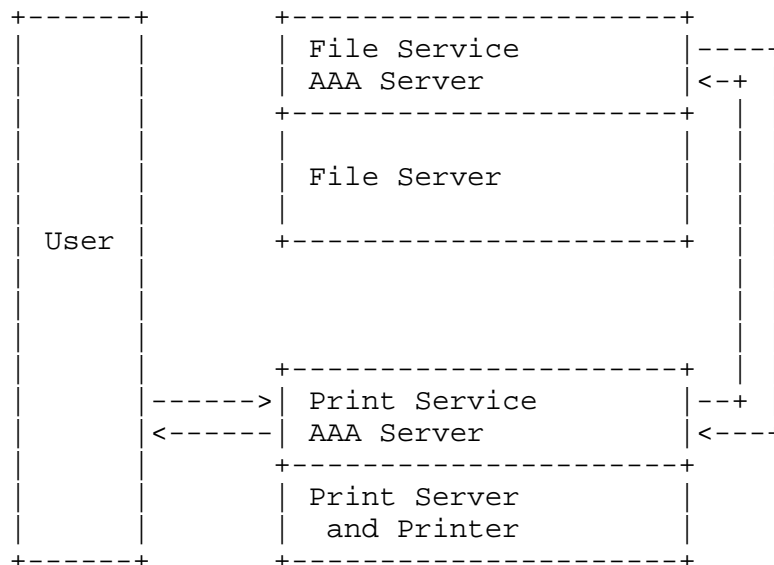 File Service
AAA Server
File Server
User
Print Service
AAA Server
Print Server
and Printer